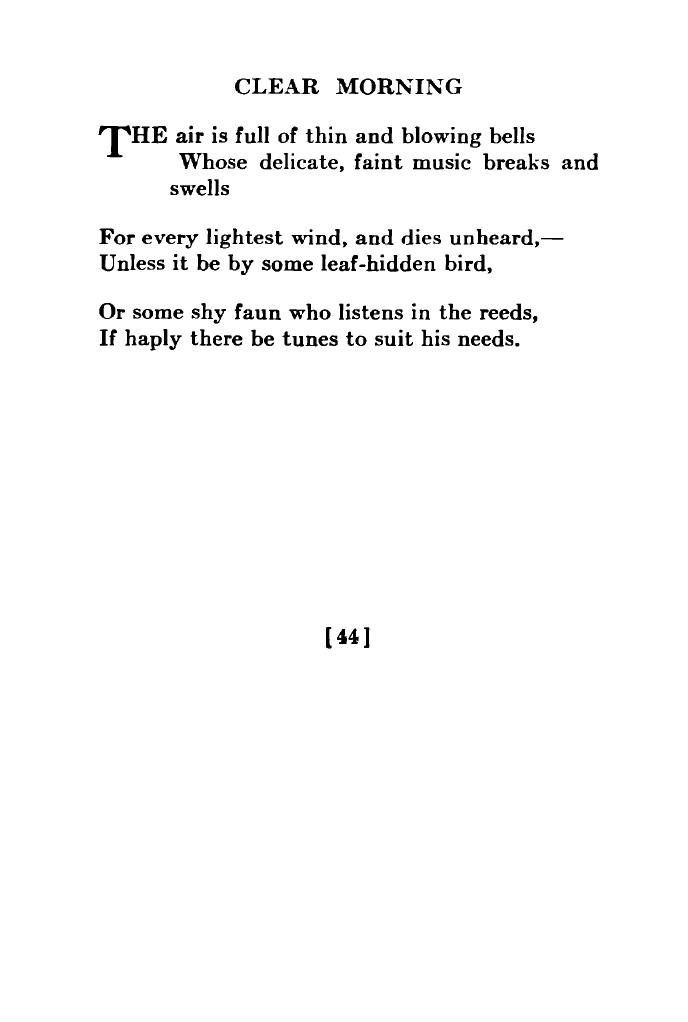 CLEAR MORNING
THE air is full of thin and blowing bells
Whose delicate, faint music breaks and
swells
For every lightest wind, and dies unheard,—
Unless it be by some leaf-hidden bird,
Or some shy faun who listens in the reeds,
If haply there be tunes to suit his needs.
[44]